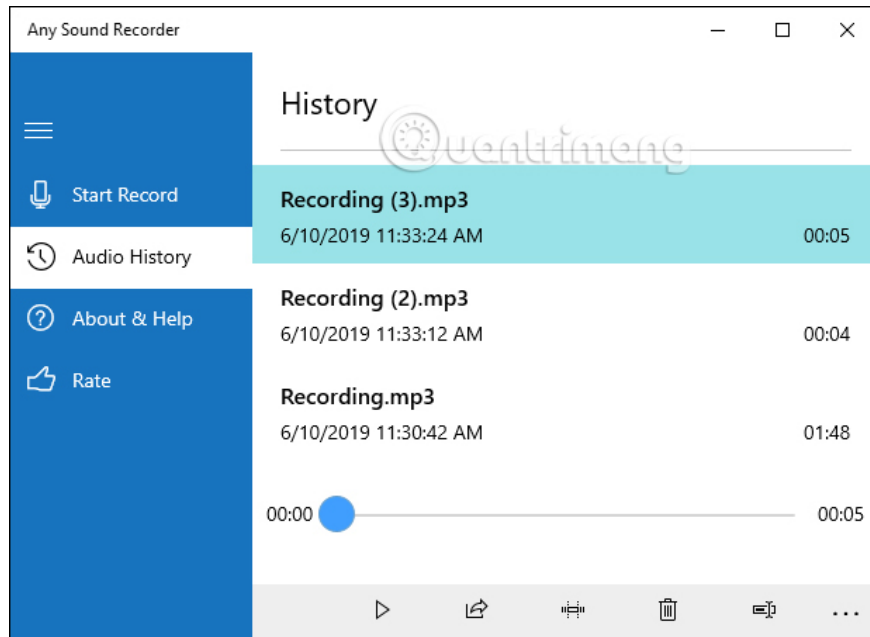 Any Sound Recorder
History
Quantrimang
Start Record
Audio History
About & Help
Rate
Recording (3).mp3
6/10/2019 11:33:24 AM 00:05
Recording (2).mp3
6/10/2019 11:33:12 AM 00:04
Recording.mp3
6/10/2019 11:30:42 AM 01:48
00:00 00:05